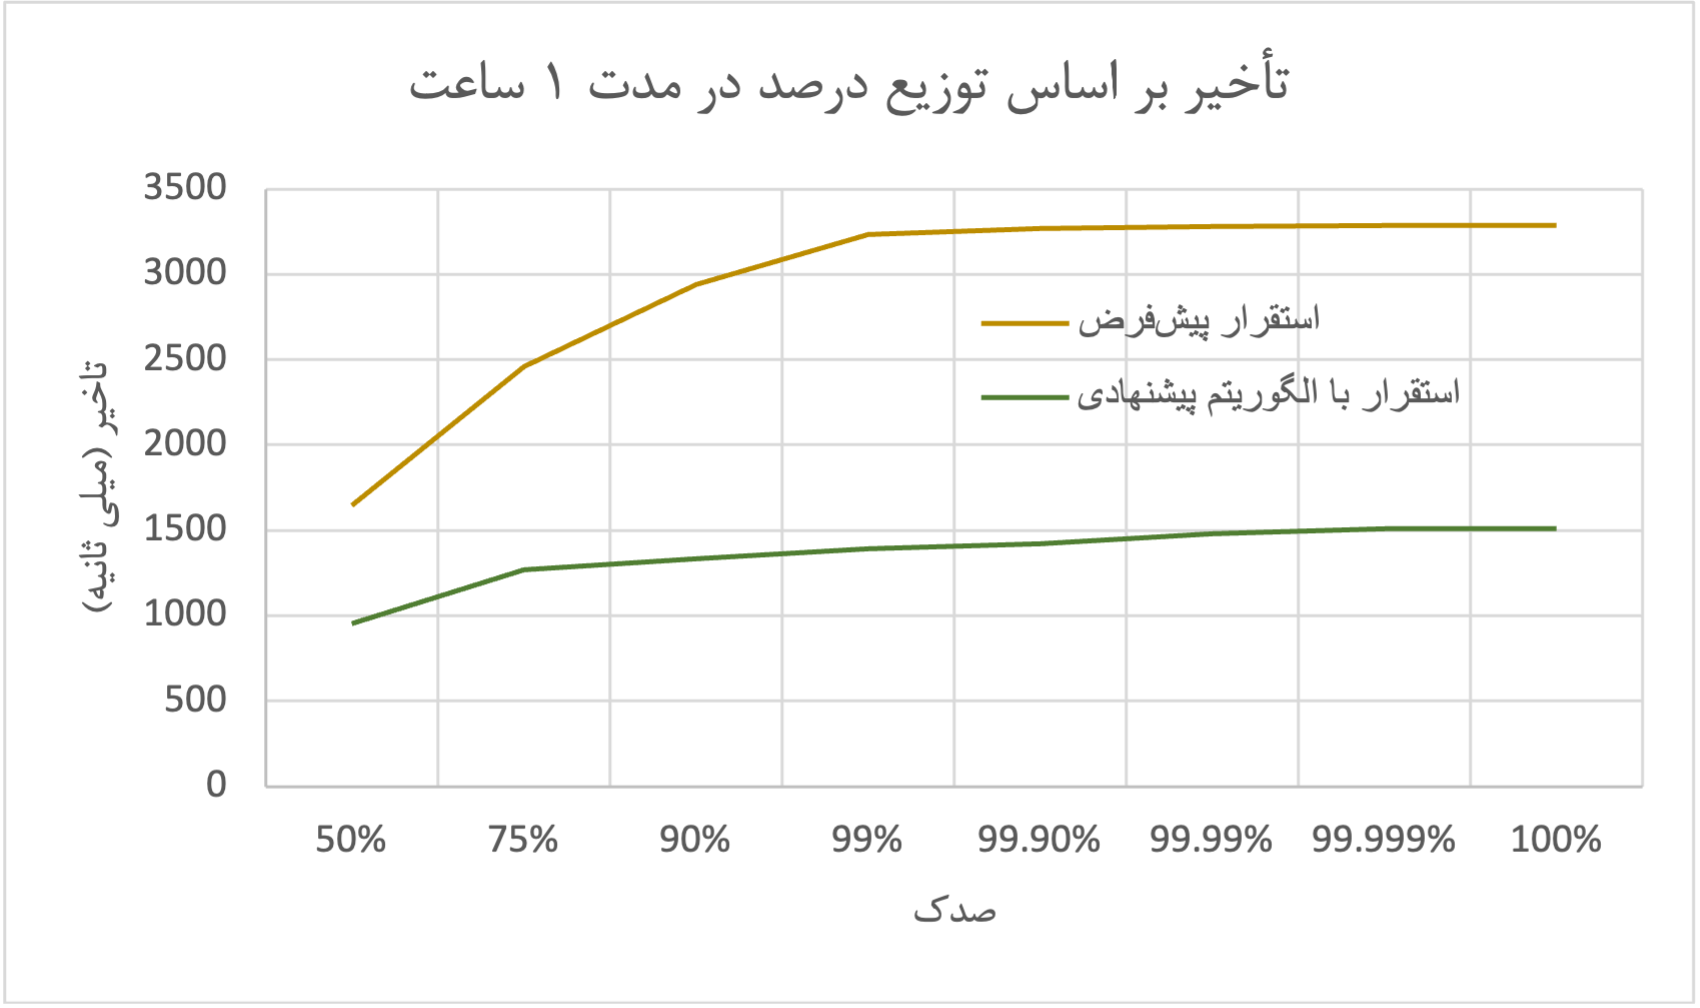 تأخیر بر اساس توزیع درصد در مدت ۱ ساعت
3500
3000
2500
2000
1500
1000
500
0
تاخیر (میلی ثانیه)
استقرار پیش‌فرض
استقرار با الگوریتم پیشنهادی
50% 75% 90% 99% 99.90% 99.99% 99.999% 100%
صدک